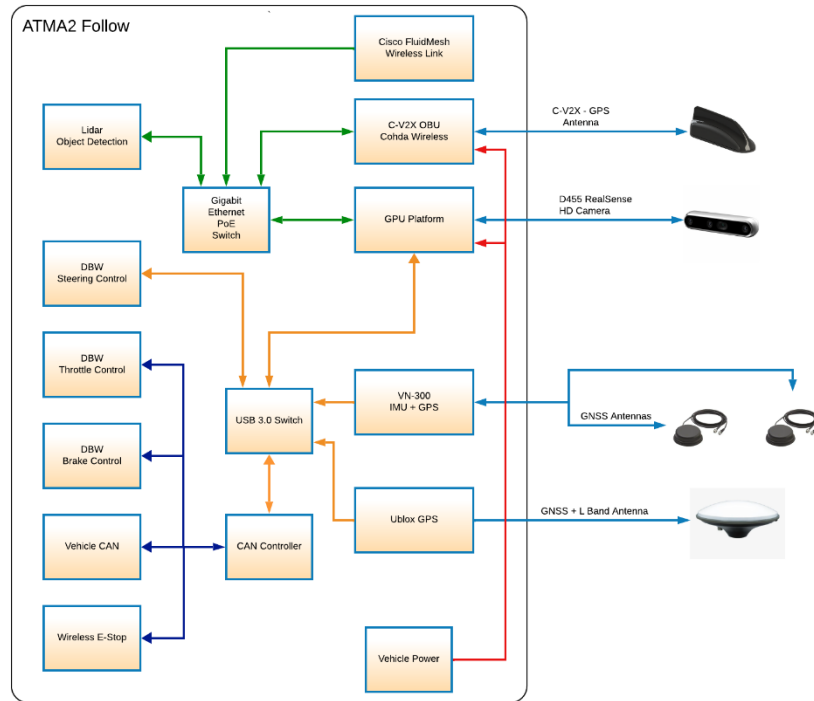 ATMA2 Follow
Cisco FluidMesh
Wireless Link
Lidar
Object Detection
C-V2X OBU
Cohda Wireless
C-V2X - GPS
Antenna
Gigabit
Ethernet
PoE
Switch
GPU Platform
D455 RealSense
HD Camera
DBW
Steering Control
DBW
Throttle Control
USB 3.0 Switch
VN-300
IMU + GPS
GNSS Antennas
DBW
Brake Control
Vehicle CAN
CAN Controller
Ublox GPS
GNSS + L Band Antenna
Wireless E-Stop
Vehicle Power